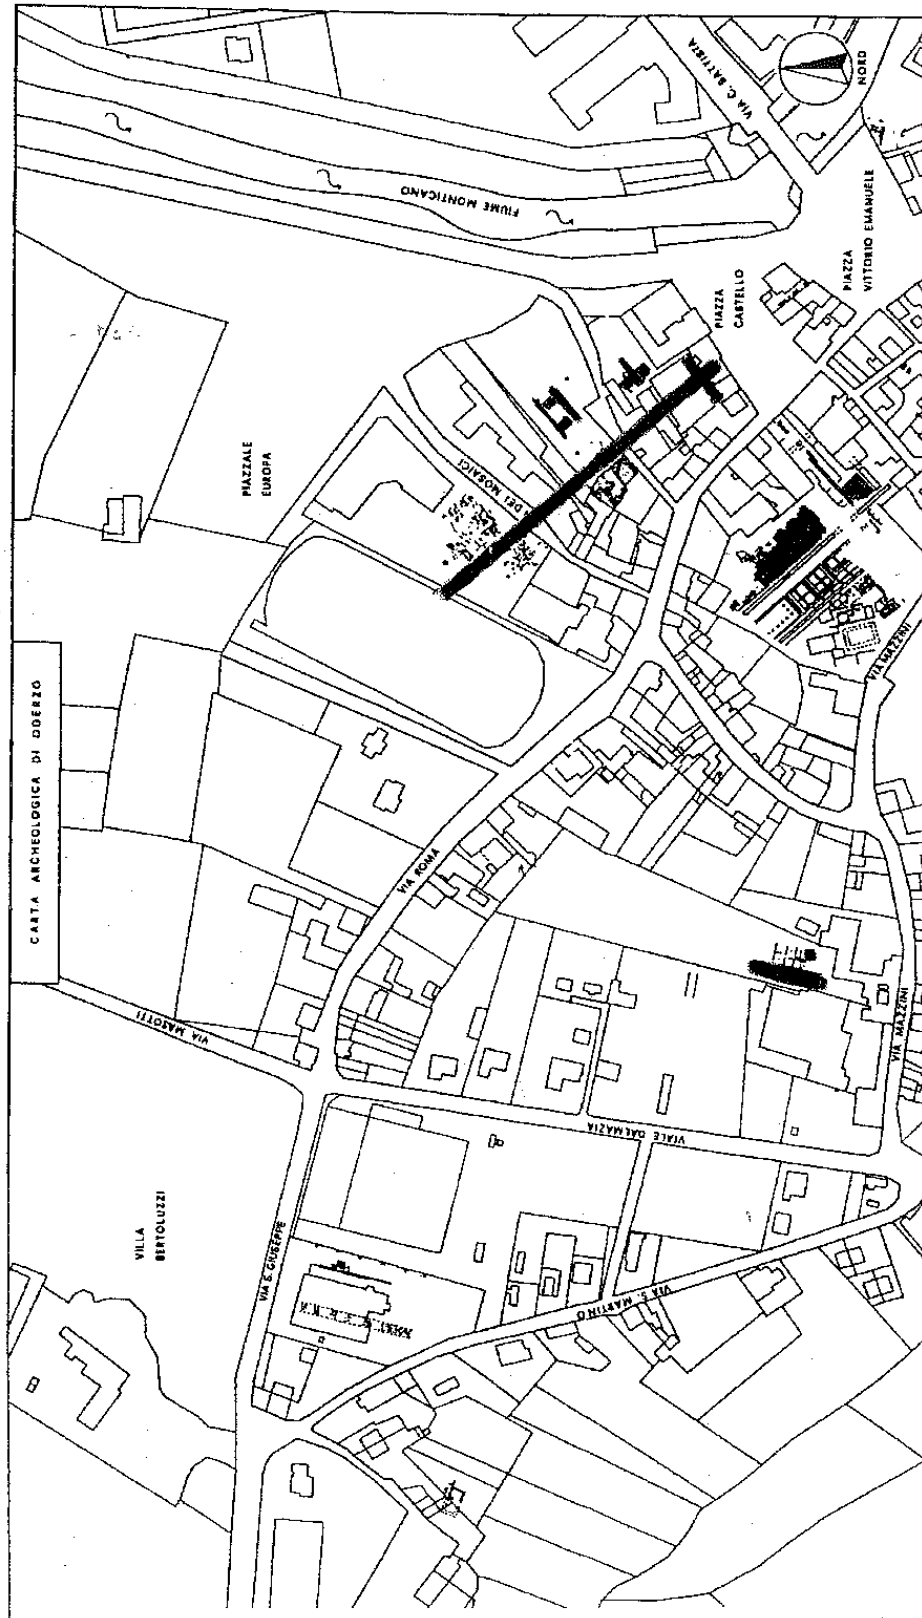 CARTA ARCHEOLOGICA DI ODERZO
NORD
VIA C. BATTISTI
FIUME MONTICANO
PIAZZA
VITTORIO EMANUELE
PIAZZA
CASTELLO
PIAZZALE
EUROPA
DEI MOSAICI
VIA MAZZINI
VIA ROMA
VIA MASOTTI
VIA MAZZINI
VIALE DALMAZIA
VILLA
BERTOLUZZI
VIA S. GIUSEPPE
VIA S. MARTINO